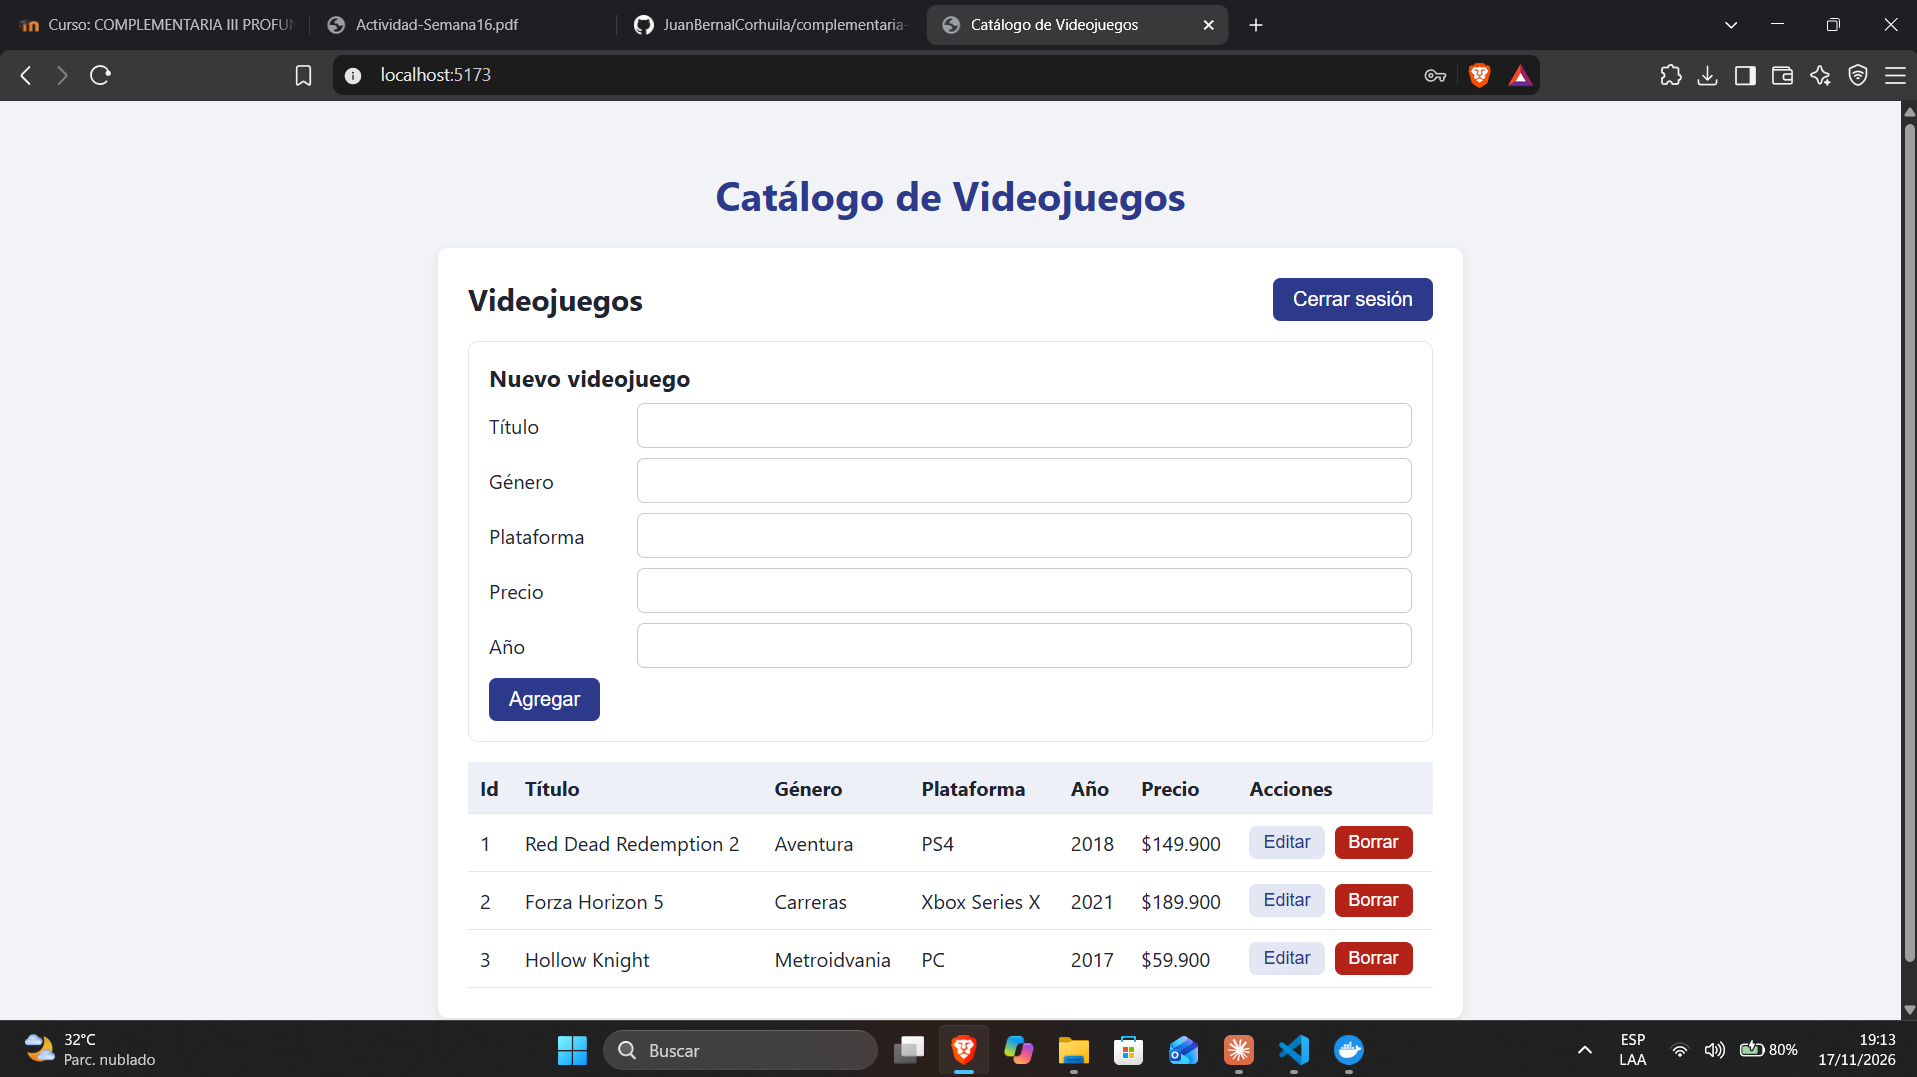 Curso: COMPLEMENTARIA III PROFUN
Actividad-Semana16.pdf
JuanBernalCorhuila/complementaria-
Catálogo de Videojuegos
localhost:5173
Catálogo de Videojuegos
Videojuegos
Cerrar sesión
Nuevo videojuego
Título
Género
Plataforma
Precio
Año
Agregar
Id Título Género Plataforma Año Precio Acciones
1 Red Dead Redemption 2 Aventura PS4 2018 $149.900 Editar Borrar
2 Forza Horizon 5 Carreras Xbox Series X 2021 $189.900 Editar Borrar
3 Hollow Knight Metroidvania PC 2017 $59.900 Editar Borrar
32°C
Parc. nublado
Buscar
ESP
LAA
80%
19:13
17/11/2026